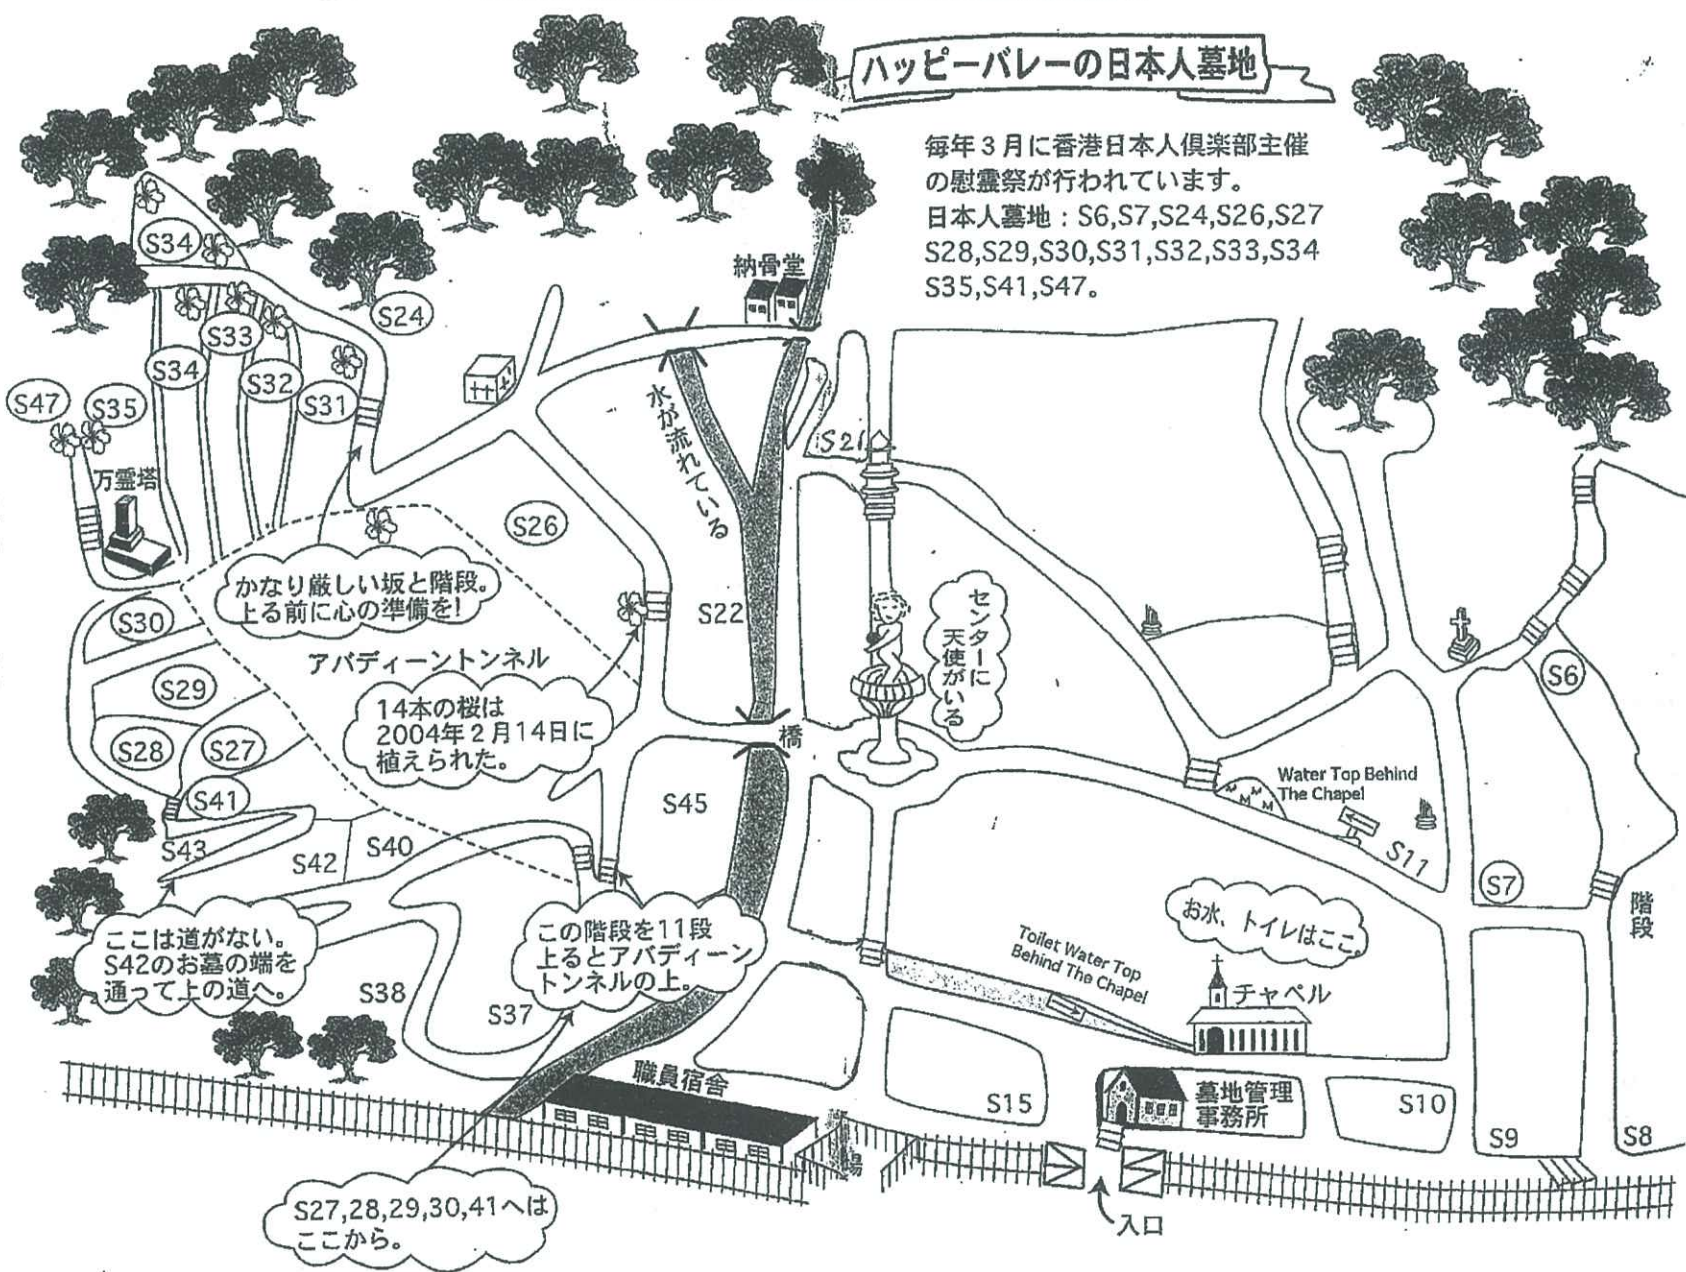 ハッピーバレーの日本人墓地
毎年3月に香港日本人倶楽部主催
の慰霊祭が行われています。
日本人墓地：S6,S7,S24,S26,S27
S28,S29,S30,S31,S32,S33,S34
S35,S41,S47。
S34
S24
納骨堂
S33
S34
S32
S31
S47
S35
万霊塔
水が流れている
S21
S26
かなり厳しい坂と階段。
上る前に心の準備を!
S30
S22
センターに
天使がいる
アバディーントンネル
S29
S6
14本の桜は
2004年2月14日に
植えられた。
S28
S27
橋
S41
S45
Water Top Behind
The Chapel
S43
S42
S40
S11
S7
階段
ここは道がない。
S42のお墓の端を
通って上の道へ。
この階段を11段
上るとアバディーン
トンネルの上。
お水、トイレはここ。
Toilet Water Top
Behind The Chapel
チャペル
S38
S37
職員宿舎
S15
墓地管理
事務所
S10
S9
S8
場
S27,28,29,30,41へは
ここから。
入口